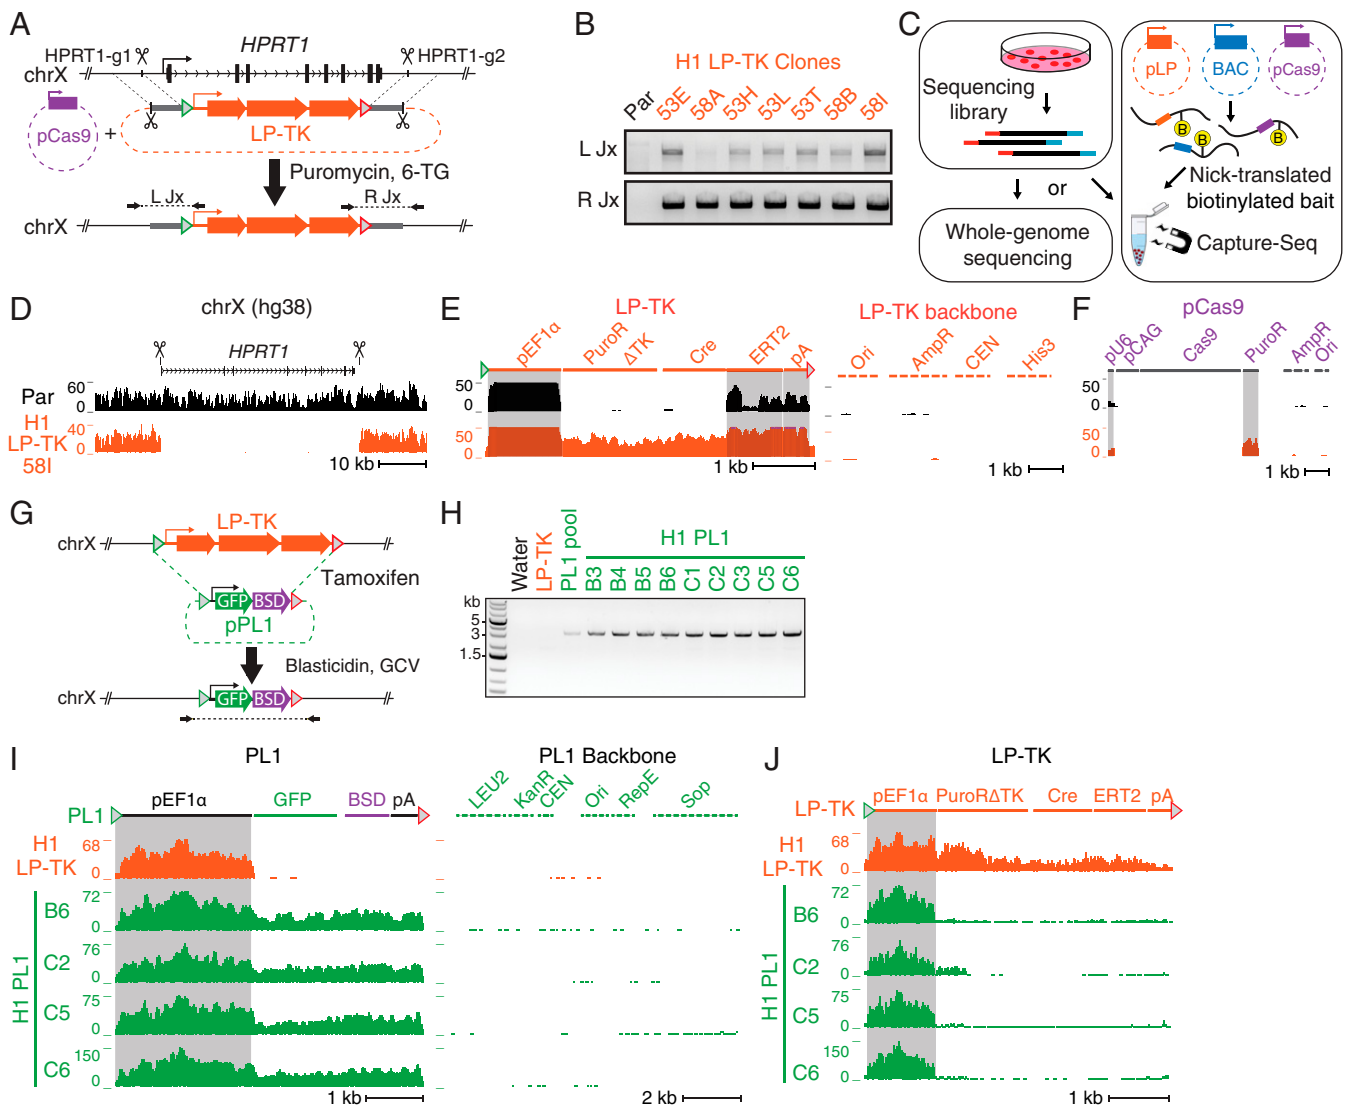 A
HPRT1-g1
HPRT1
HPRT1-g2
chrX
pCas9
+
LP-TK
Puromycin, 6-TG
L Jx
R Jx
chrX
B
H1 LP-TK Clones
Par
53E
58A
53H
53L
53T
58B
58I
L Jx
R Jx
C
Sequencing
library
or
Whole-genome
sequencing
pLP
BAC
pCas9
B
B
B
Nick-translated
biotinylated bait
Capture-Seq
D
chrX (hg38)
HPRT1
Par
60
0
H1
LP-TK
58I
40
0
10 kb
E
LP-TK
LP-TK backbone
pEF1α
PuroR
ΔTK
Cre
ERT2
pA
Ori
AmpR
CEN
His3
50
0
50
0
1 kb
1 kb
F
pCas9
pU6
pCAG
Cas9
PuroR
AmpR
Ori
50
0
50
0
1 kb
G
LP-TK
chrX
Tamoxifen
GFP
BSD
pPL1
Blasticidin, GCV
chrX
GFP
BSD
H
Water
LP-TK
PL1 pool
H1 PL1
B3
B4
B5
B6
C1
C2
C3
C5
C6
kb
5
3
1.5
I
PL1
PL1 Backbone
pEF1α
GFP
BSD
pA
LEU2
KanR
CEN
Ori
RepE
Sop
PL1
H1
LP-TK
68
0
H1 PL1
B6
72
0
C2
76
0
C5
75
0
C6
150
0
1 kb
2 kb
J
LP-TK
LP-TK
pEF1α
PuroRΔTK
Cre
ERT2
pA
H1
LP-TK
68
0
H1 PL1
B6
72
0
C2
76
0
C5
75
0
C6
150
0
1 kb